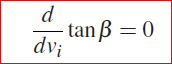 d/dv_i tan β = 0